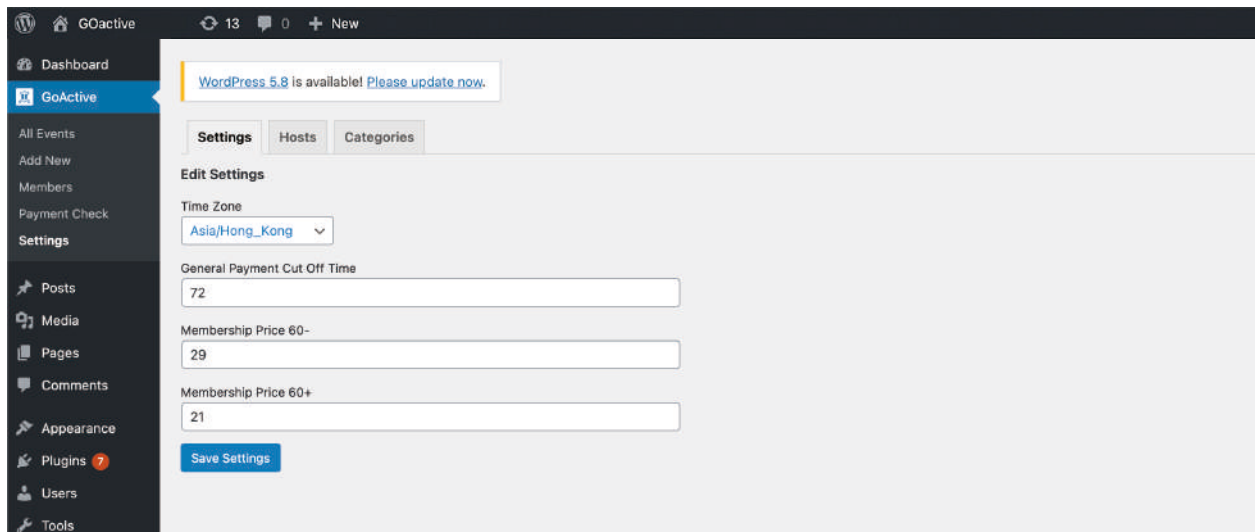 GOactive 13 0 + New
Dashboard
GoActive
All Events
Add New
Members
Payment Check
Settings
Posts
Media
Pages
Comments
Appearance
Plugins 7
Users
Tools
WordPress 5.8 is available! Please update now.
Settings Hosts Categories
Edit Settings
Time Zone
Asia/Hong_Kong
General Payment Cut Off Time
72
Membership Price 60-
29
Membership Price 60+
21
Save Settings